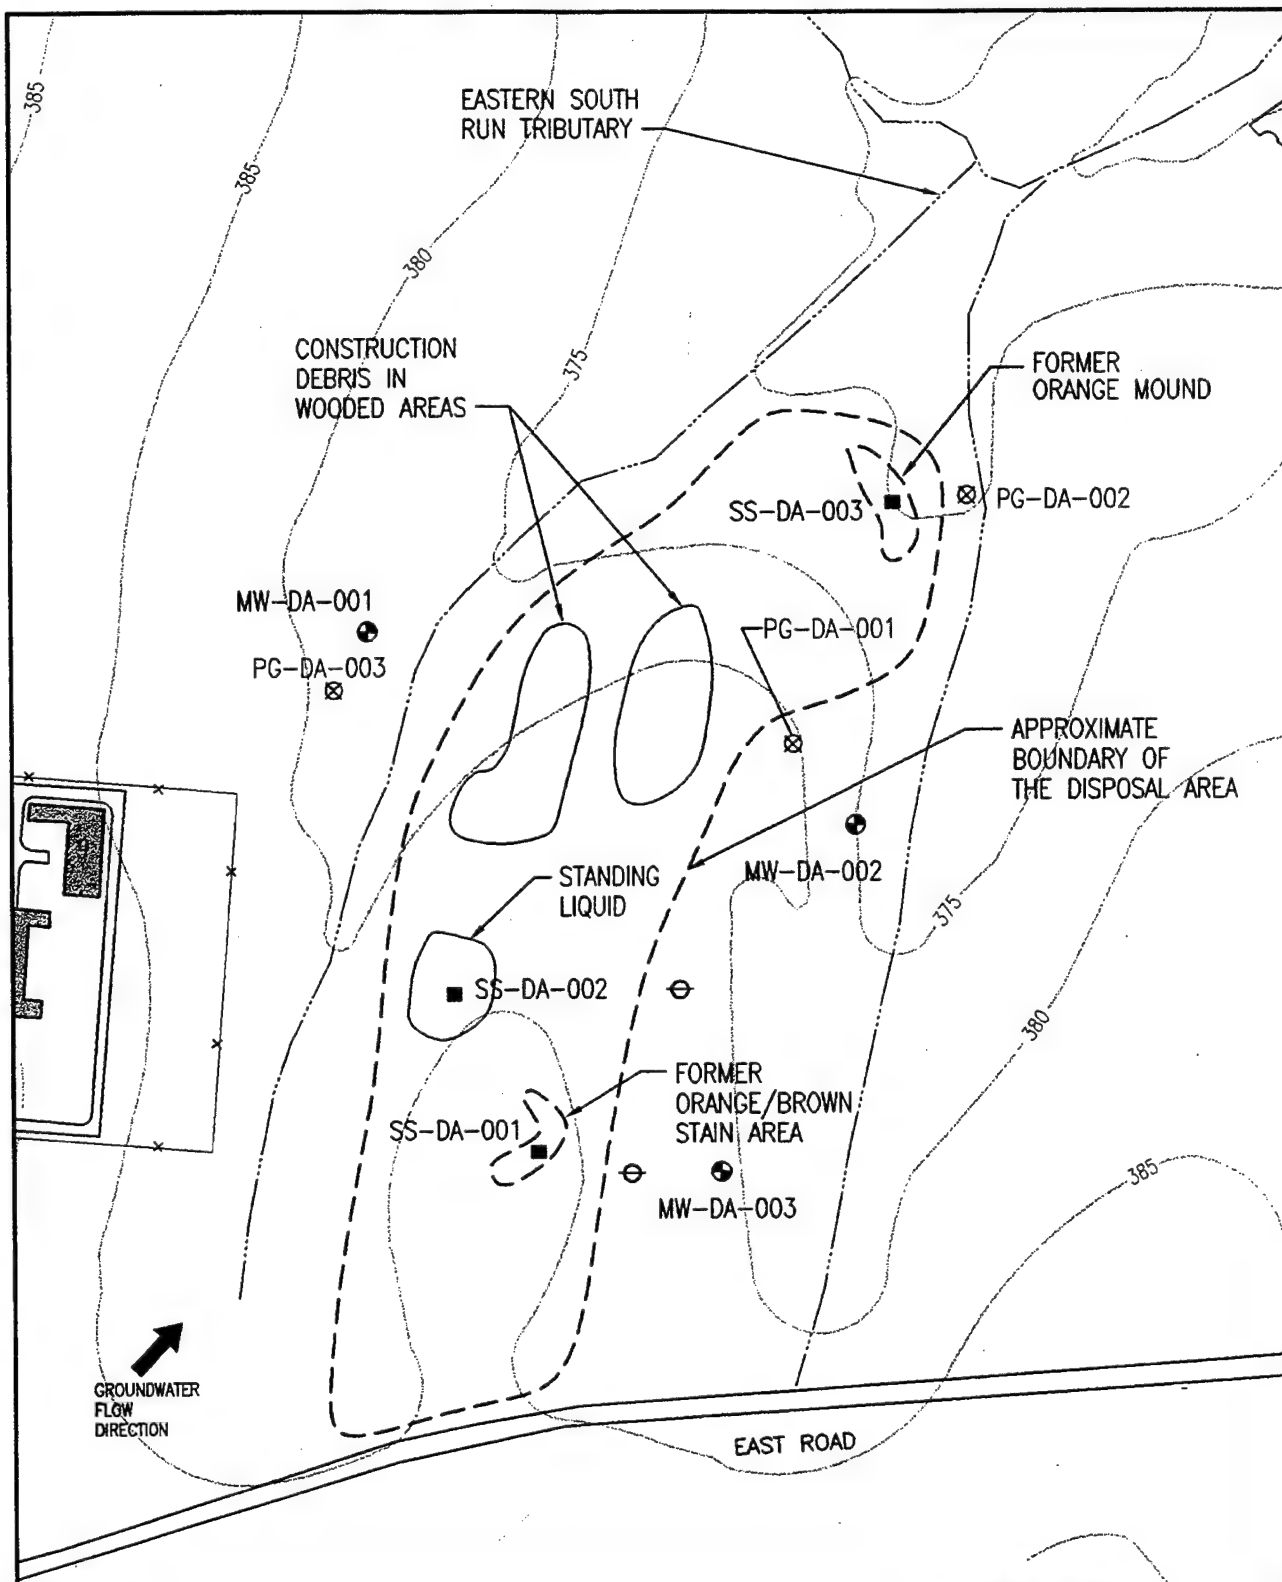 385
EASTERN SOUTH
RUN TRIBUTARY
385
380
CONSTRUCTION
DEBRIS IN
WOODED AREAS
375
FORMER
ORANGE MOUND
SS-DA-003
PG-DA-002
MW-DA-001
PG-DA-003
PG-DA-001
APPROXIMATE
BOUNDARY OF
THE DISPOSAL AREA
MW-DA-002
STANDING
LIQUID
375
SS-DA-002
380
FORMER
ORANGE/BROWN
STAIN AREA
SS-DA-001
MW-DA-003
385
GROUNDWATER
FLOW
DIRECTION
EAST ROAD